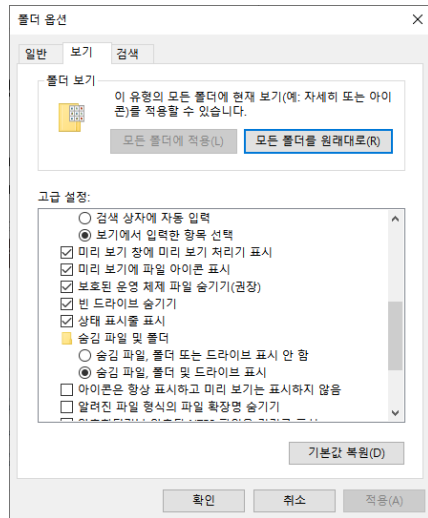 폴더 옵션
일반
보기
검색
폴더 보기
이 유형의 모든 폴더에 현재 보기(예: 자세히 또는 아이
콘)를 적용할 수 있습니다.
모든 폴더에 적용(L)
모든 폴더를 원래대로(R)
고급 설정:
검색 상자에 자동 입력
보기에서 입력한 항목 선택
미리 보기 창에 미리 보기 처리기 표시
미리 보기에 파일 아이콘 표시
보호된 운영 체제 파일 숨기기(권장)
빈 드라이브 숨기기
상태 표시줄 표시
숨김 파일 및 폴더
숨김 파일, 폴더 또는 드라이브 표시 안 함
숨김 파일, 폴더 및 드라이브 표시
아이콘은 항상 표시하고 미리 보기는 표시하지 않음
알려진 파일 형식의 파일 확장명 숨기기
기본값 복원(D)
확인
취소
적용(A)